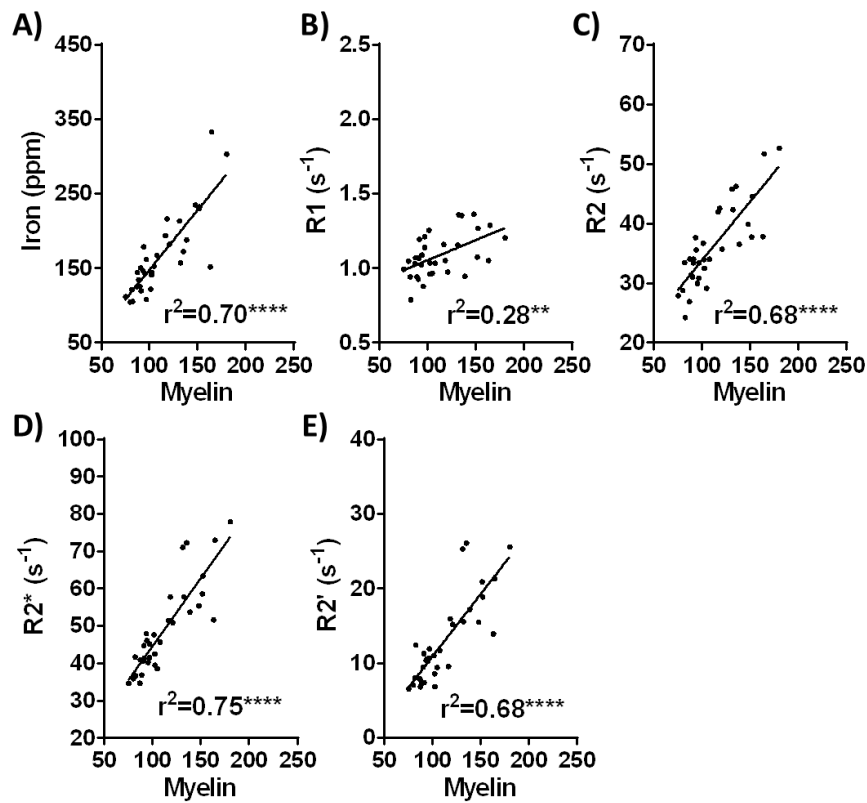 A)
Iron (ppm)
450
350
250
150
50
r²=0.70****
50 100 150 200 250
Myelin
B)
R1 (s⁻¹)
2.5
2.0
1.5
1.0
0.5
r²=0.28**
50 100 150 200 250
Myelin
C)
R2 (s⁻¹)
70
60
50
40
30
20
r²=0.68****
50 100 150 200 250
Myelin
D)
R2* (s⁻¹)
100
90
80
70
60
50
40
30
20
r²=0.75****
50 100 150 200 250
Myelin
E)
R2' (s⁻¹)
40
30
20
10
0
r²=0.68****
50 100 150 200 250
Myelin